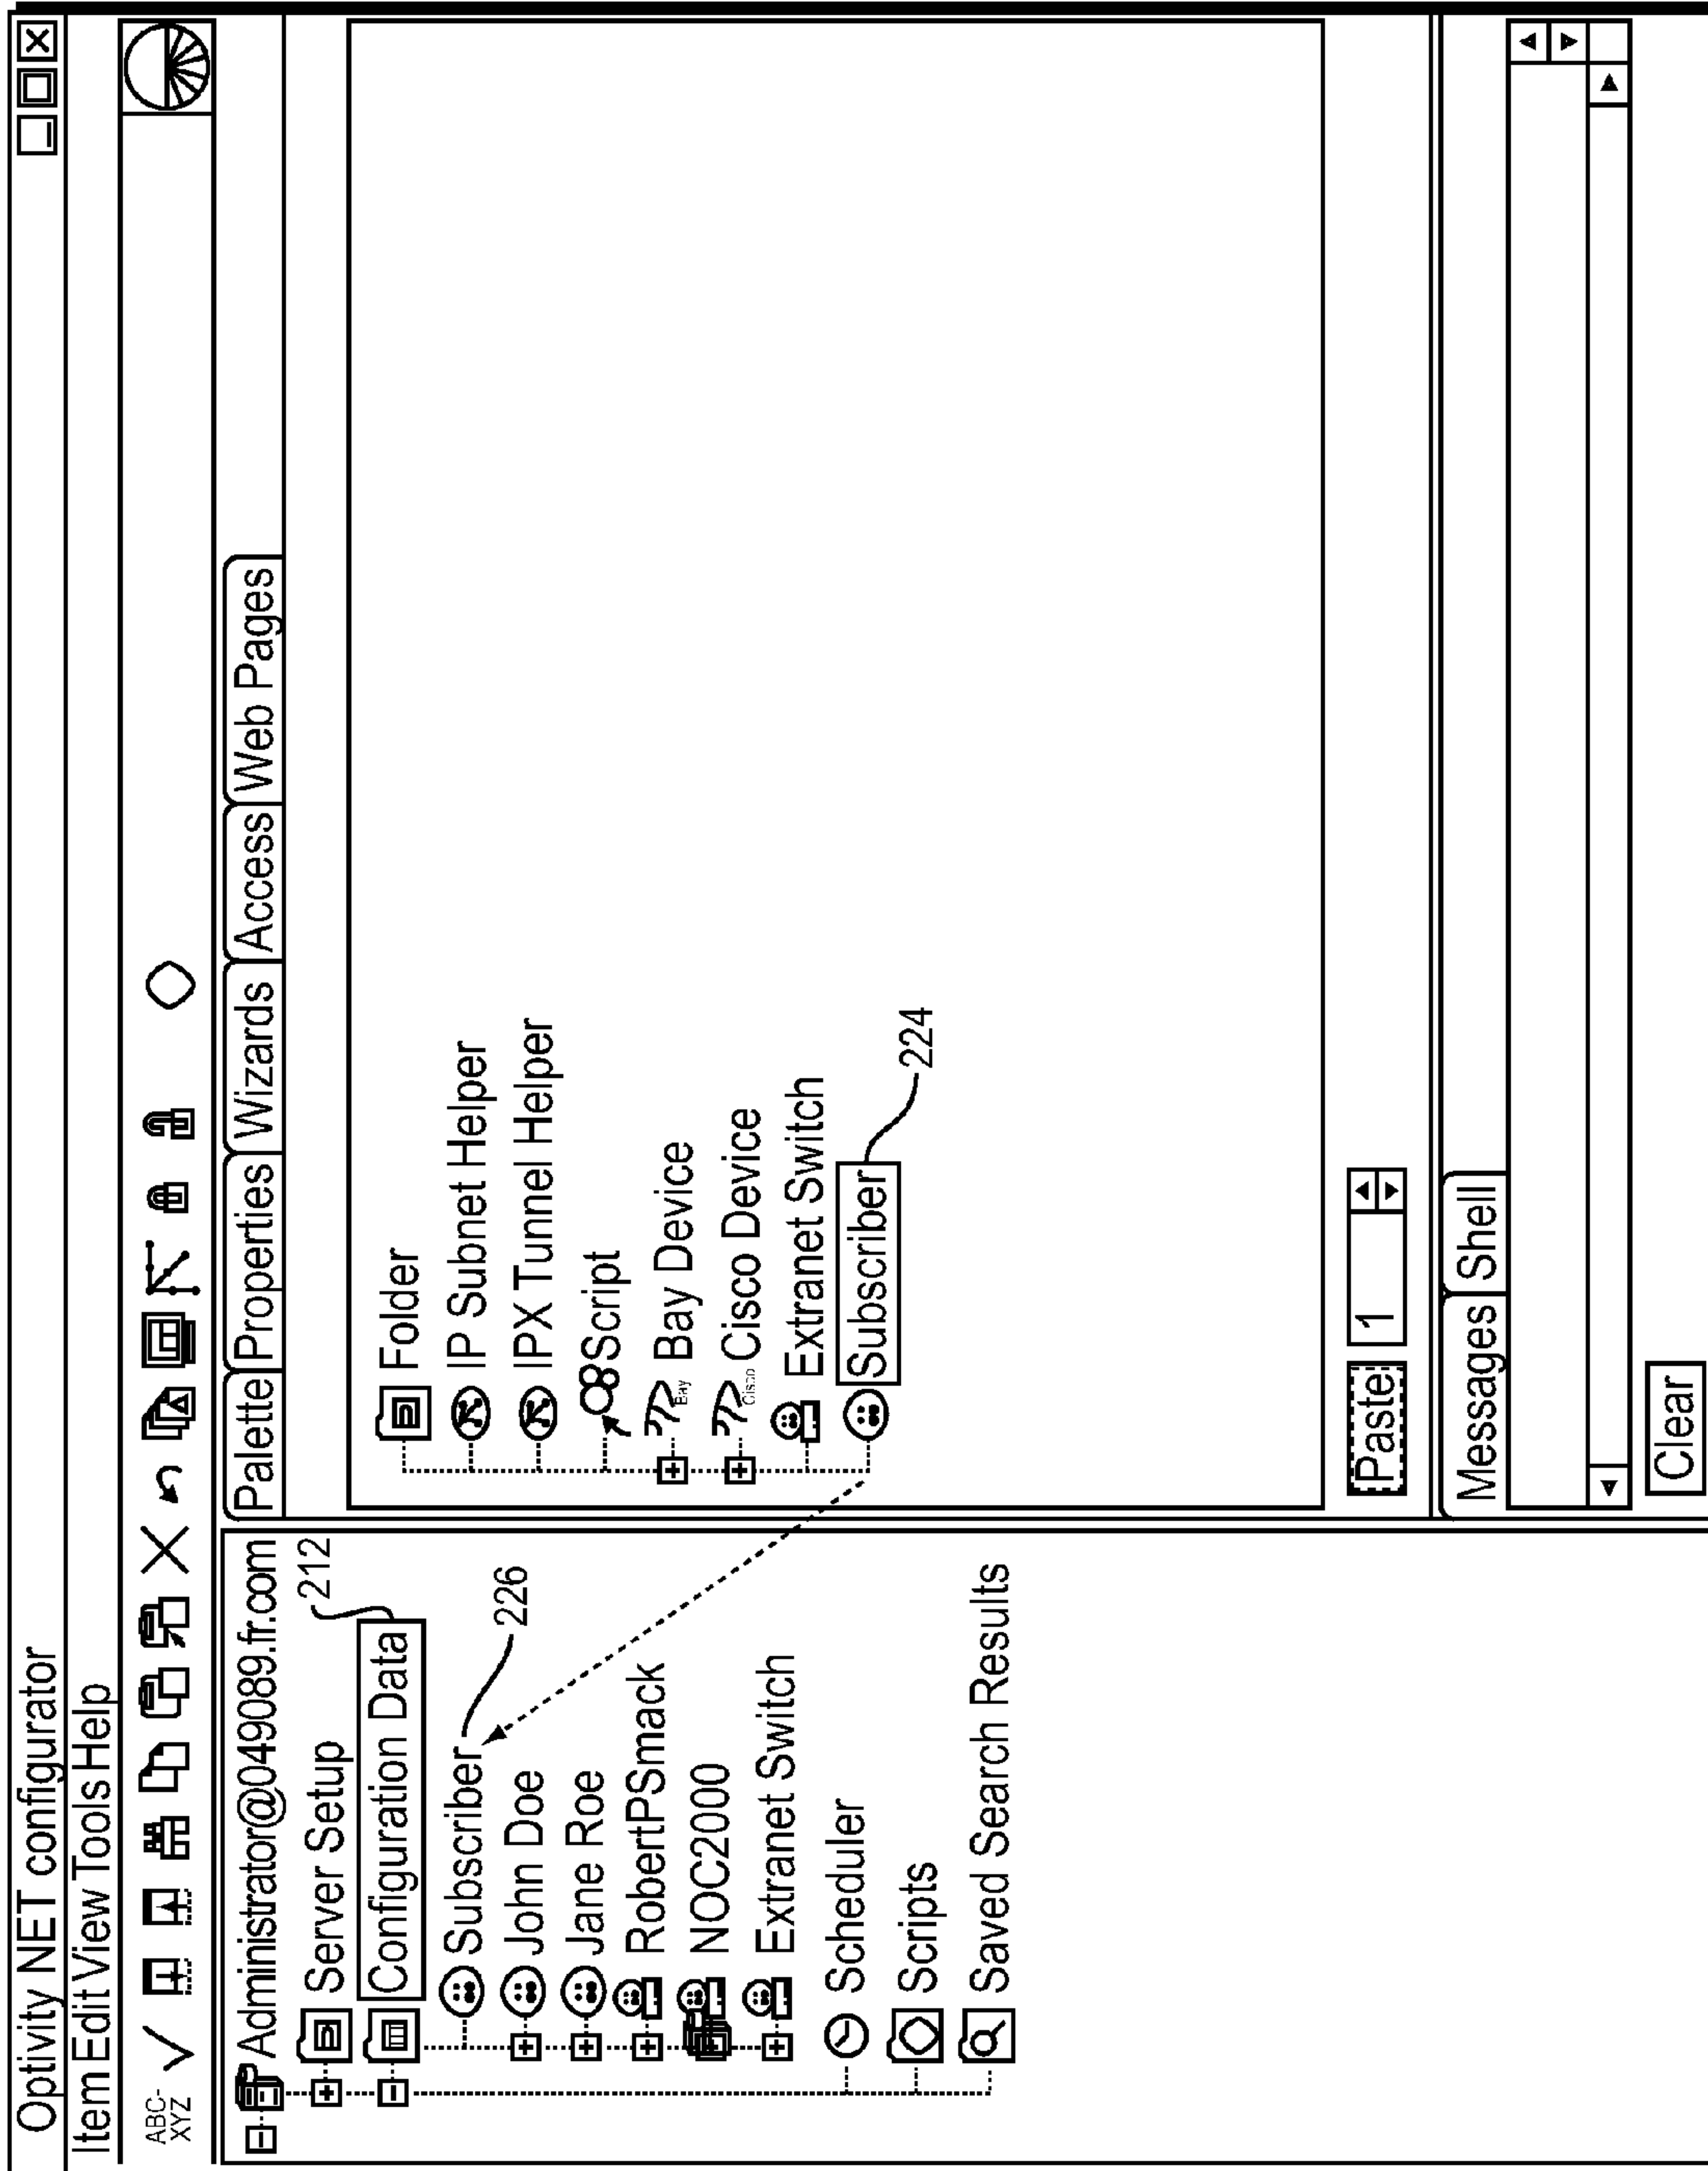 Optivity NET configurator
Item Edit View Tools Help
ABC-
XYZ
Administrator@049089.fr.com
Server Setup
212
Configuration Data
Subscriber
226
John Doe
Jane Roe
RobertPSmack
NOC2000
Extranet Switch
Scheduler
Scripts
Saved Search Results
Palette Properties Wizards Access Web Pages
Folder
IP Subnet Helper
IPX Tunnel Helper
Script
Bay Bay Device
Cisco Cisco Device
Extranet Switch
Subscriber
224
Paste 1
Messages Shell
Clear